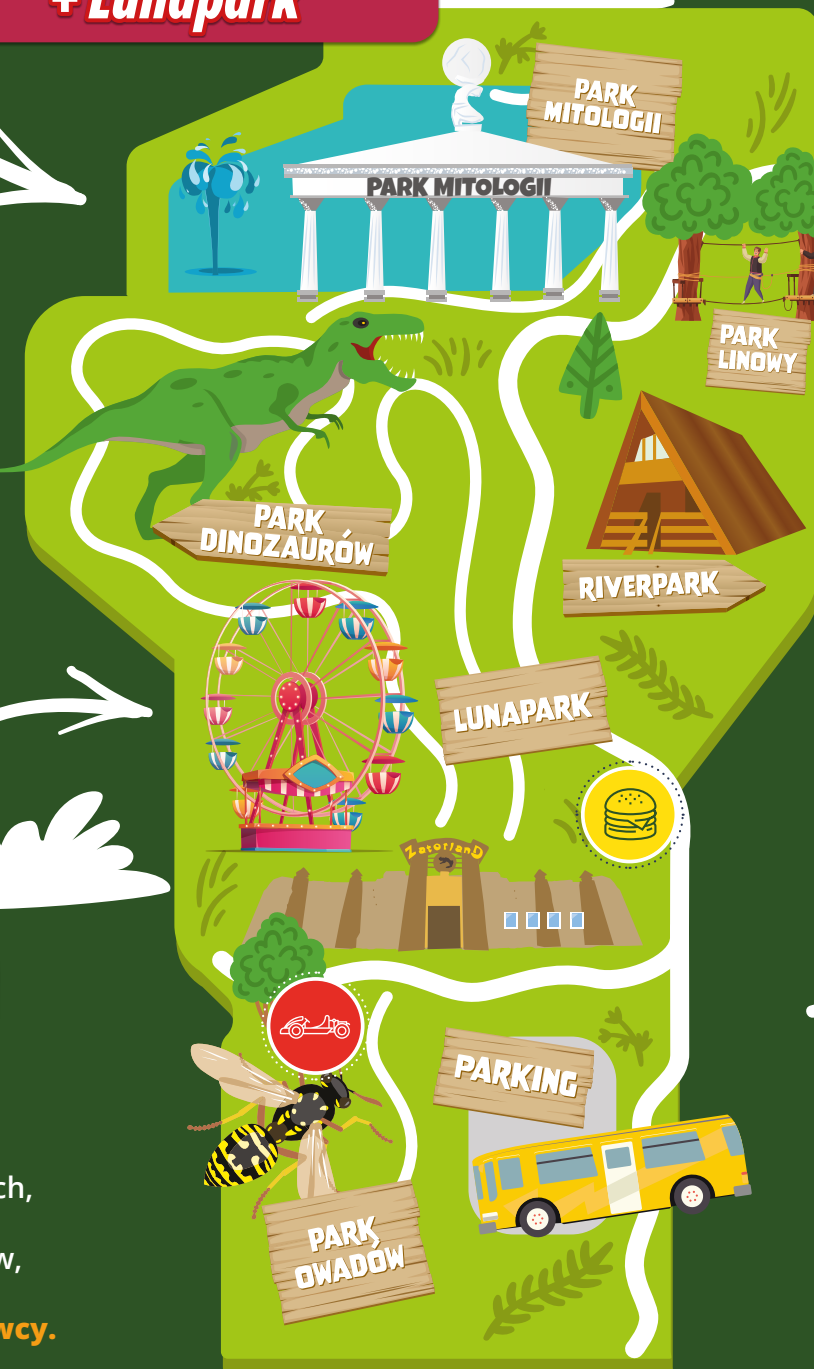 + Lunapark
PARK
MITOLOGII
PARK MITOLOGII
PARK
LINOWY
PARK
DINOZAURÓW
RIVERPARK
LUNAPARK
Zatorland
PARKING
ch,
PARK
OWADÓW
w,
wcy.